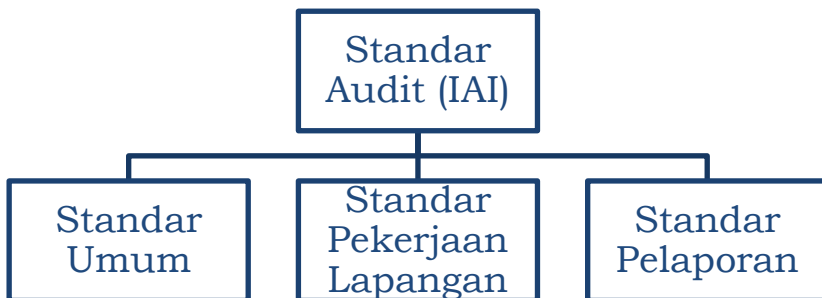 Standar
Audit (IAI)
Standar
Umum
Standar
Pekerjaan
Lapangan
Standar
Pelaporan